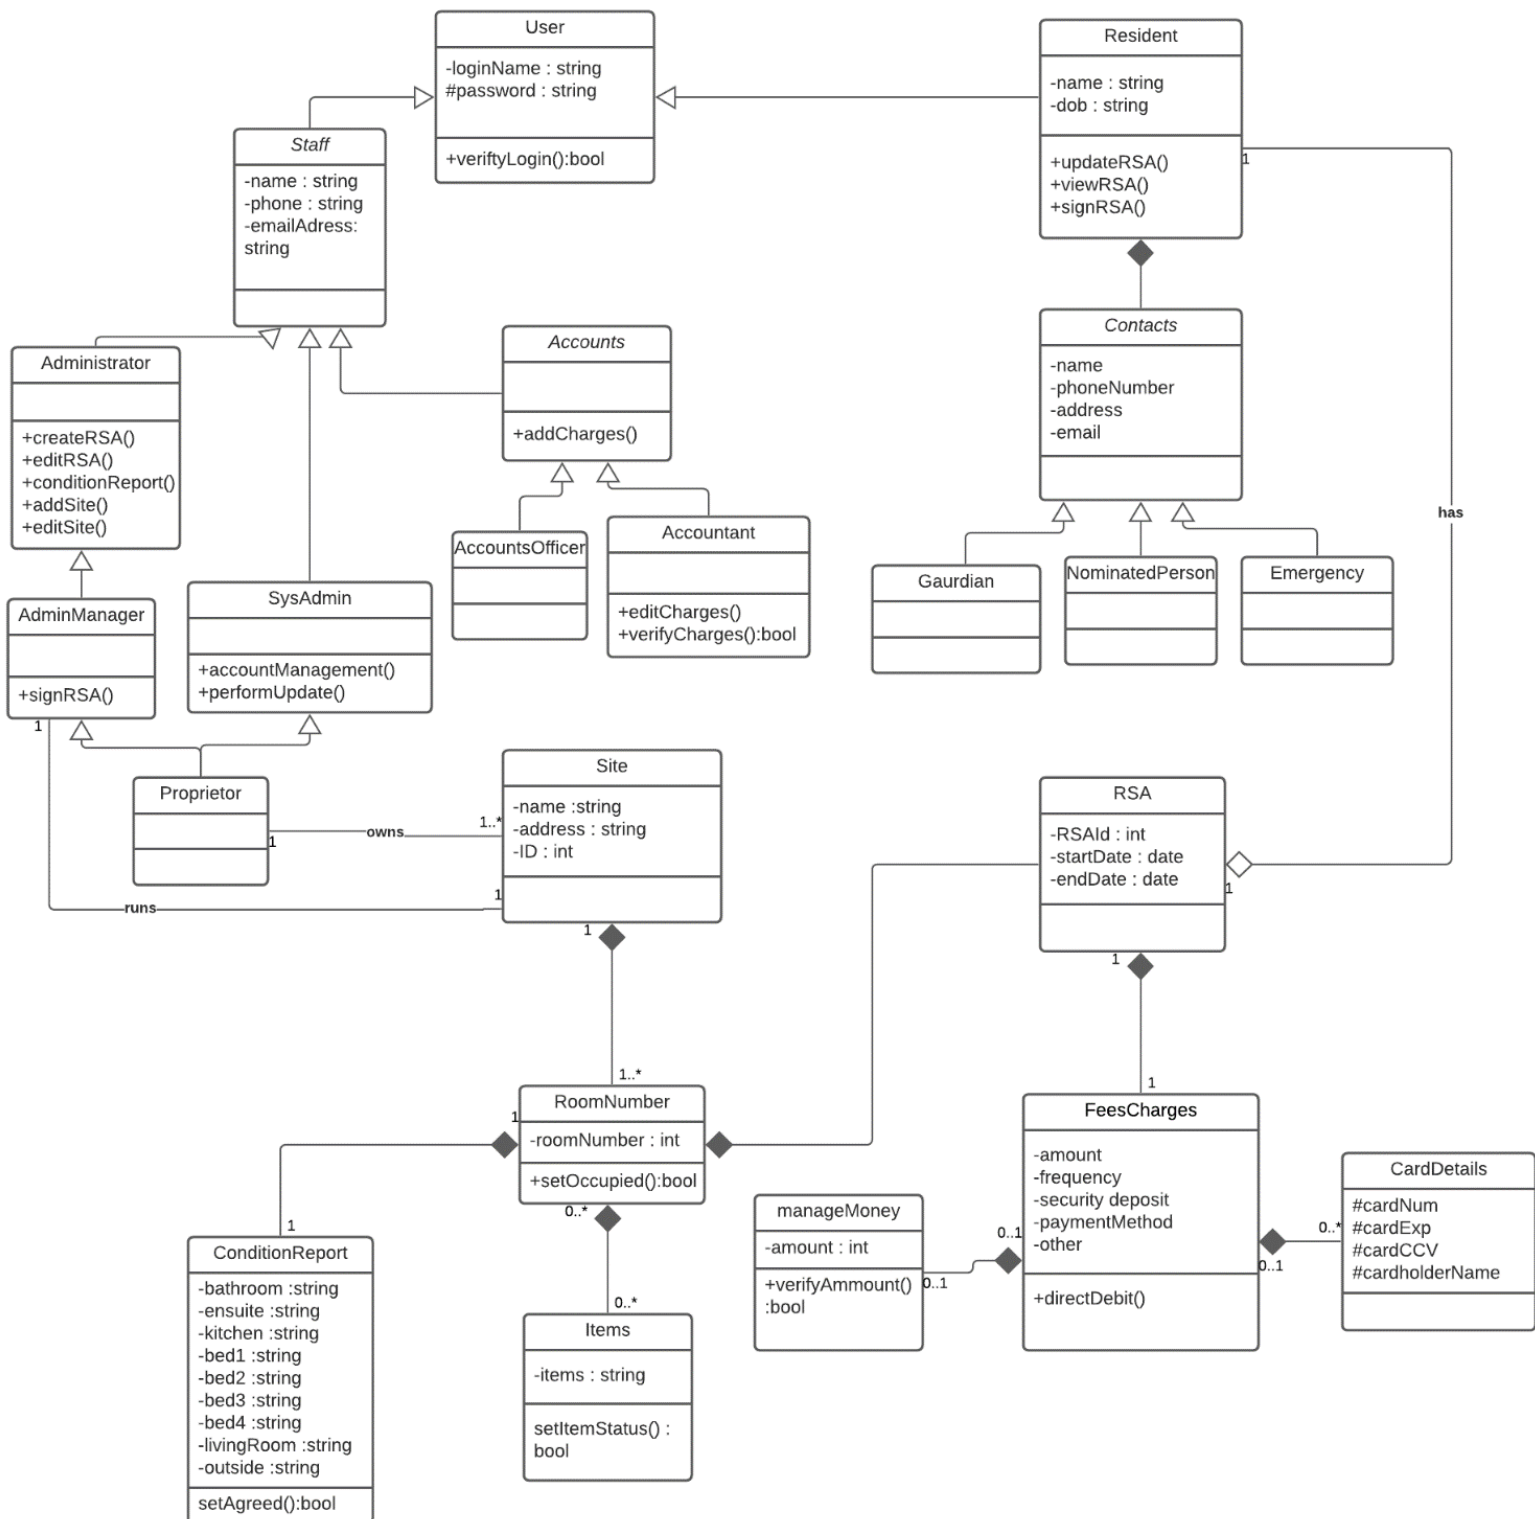 User
-loginName : string
#password : string
+veriftyLogin():bool
Resident
-name : string
-dob : string
+updateRSA()
+viewRSA()
+signRSA()
1
Staff
-name : string
-phone : string
-emailAdress:
string
Administrator
+createRSA()
+editRSA()
+conditionReport()
+addSite()
+editSite()
Accounts
+addCharges()
Contacts
-name
-phoneNumber
-address
-email
has
AccountsOfficer
Accountant
+editCharges()
+verifyCharges():bool
Gaurdian
NominatedPerson
Emergency
AdminManager
+signRSA()
1
SysAdmin
+accountManagement()
+performUpdate()
Proprietor
1
owns
1..*
runs
1
Site
-name :string
-address : string
-ID : int
1
1..*
RSA
-RSAId : int
-startDate : date
-endDate : date
1
1
1
RoomNumber
-roomNumber : int
+setOccupied():bool
1
1
0..*
0..*
ConditionReport
-bathroom :string
-ensuite :string
-kitchen :string
-bed1 :string
-bed2 :string
-bed3 :string
-bed4 :string
-livingRoom :string
-outside :string
setAgreed():bool
Items
-items : string
setItemStatus() :
bool
manageMoney
-amount : int
+verifyAmmount()
:bool
0..1
0..1
FeesCharges
-amount
-frequency
-security deposit
-paymentMethod
-other
+directDebit()
0..1
0..*
CardDetails
#cardNum
#cardExp
#cardCCV
#cardholderName